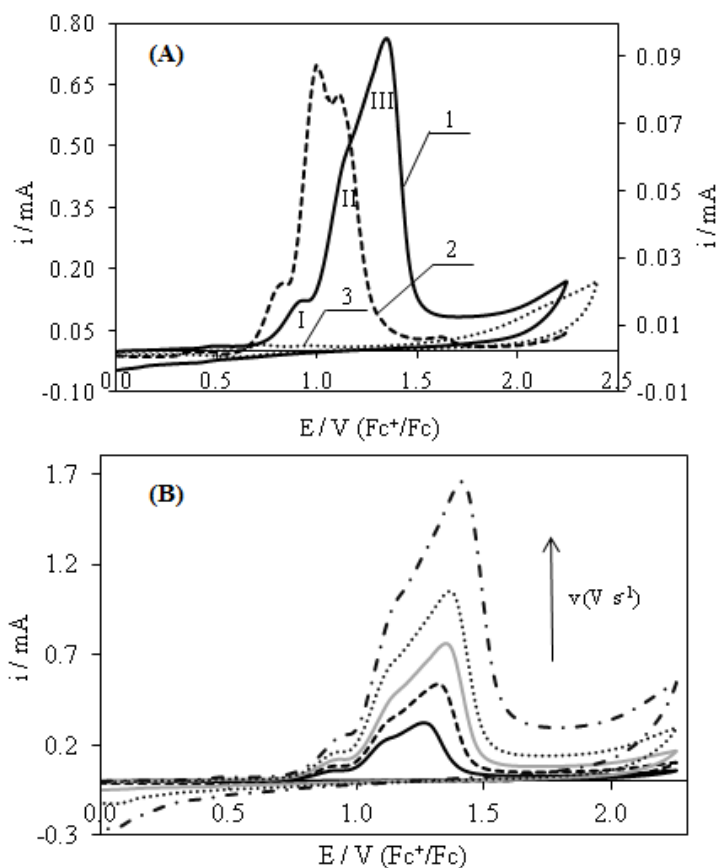 (A)
0.80
0.65
0.50
0.35
0.20
0.05
-0.10
i / mA
0.09
0.07
0.05
0.03
0.01
-0.01
i / mA
I
II
III
1
2
3
0.0 0.5 1.0 1.5 2.0 2.5
E / V (Fc⁺/Fc)
(B)
1.7
1.2
0.7
0.2
-0.3
i / mA
v(V s⁻¹)
0.0 0.5 1.0 1.5 2.0
E / V (Fc⁺/Fc)